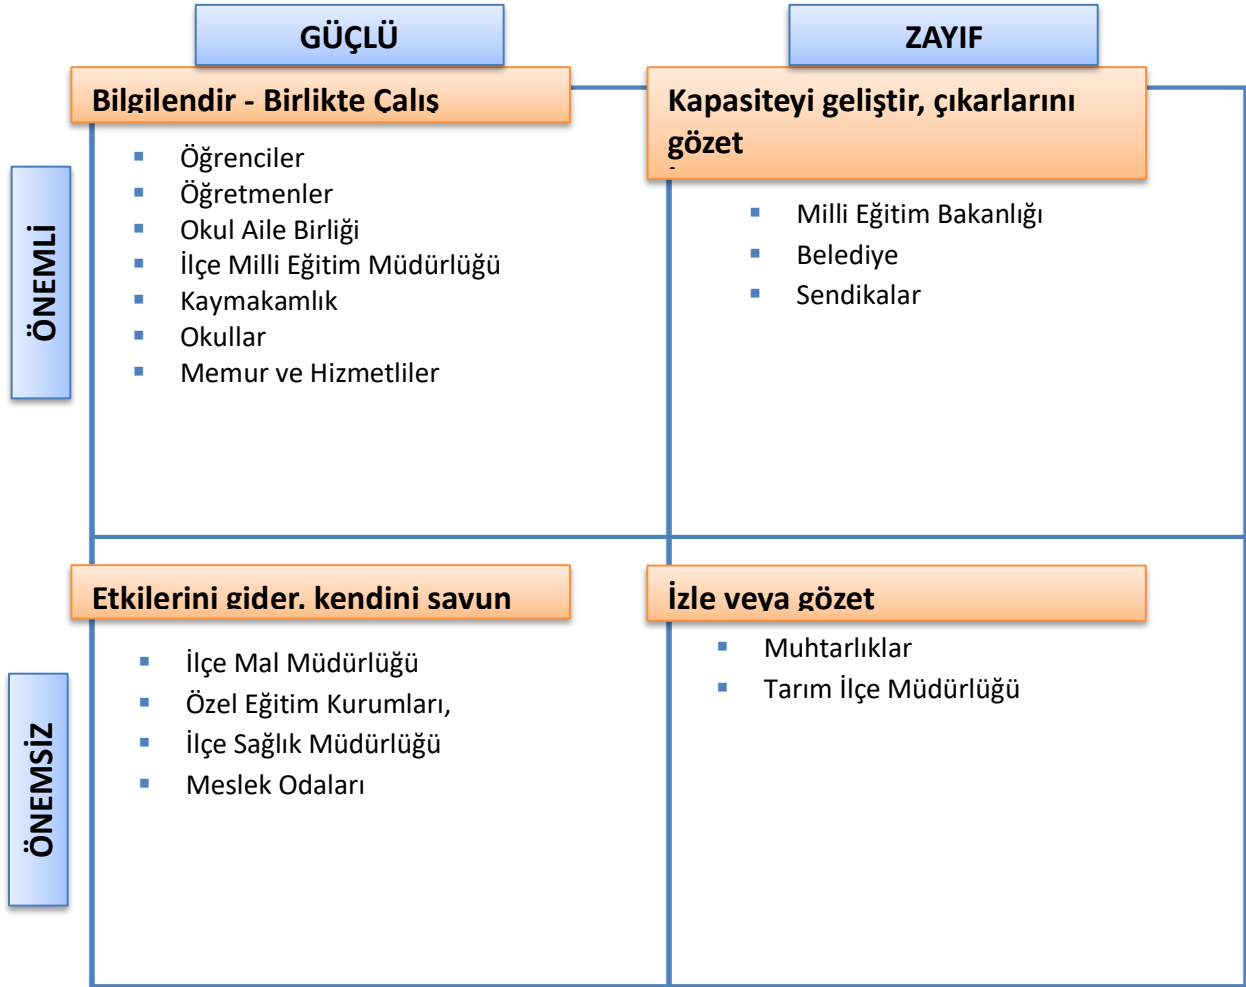 GÜÇLÜ
ZAYIF
Bilgilendir - Birlikte Çalış
Kapasiteyi geliştir, çıkarlarını
gözet
ÖNEMLİ
Öğrenciler
Öğretmenler
Okul Aile Birliği
İlçe Milli Eğitim Müdürlüğü
Kaymakamlık
Okullar
Memur ve Hizmetliler
Milli Eğitim Bakanlığı
Belediye
Sendikalar
Etkilerini gider, kendini savun
İzle veya gözet
ÖNEMSİZ
İlçe Mal Müdürlüğü
Özel Eğitim Kurumları,
İlçe Sağlık Müdürlüğü
Meslek Odaları
Muhtarlıklar
Tarım İlçe Müdürlüğü